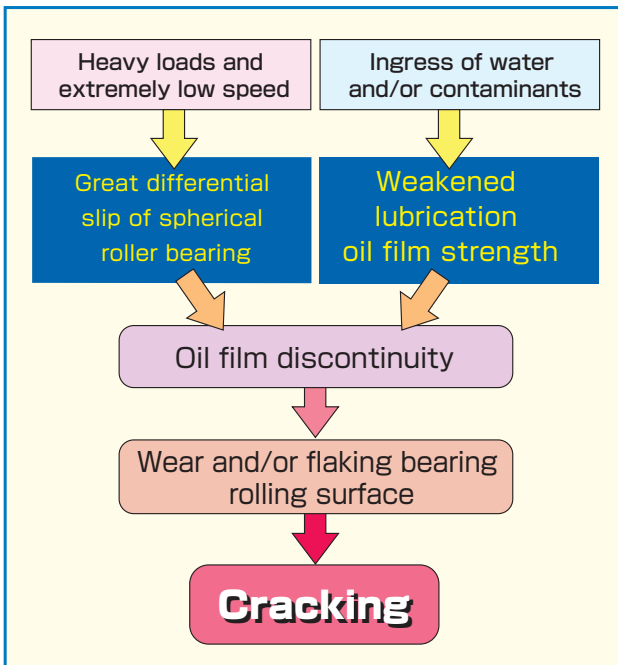 Heavy loads and
extremely low speed
Ingress of water
and/or contaminants
Great differential
slip of spherical
roller bearing
Weakened
lubrication
oil film strength
Oil film discontinuity
Wear and/or flaking bearing
rolling surface
Cracking